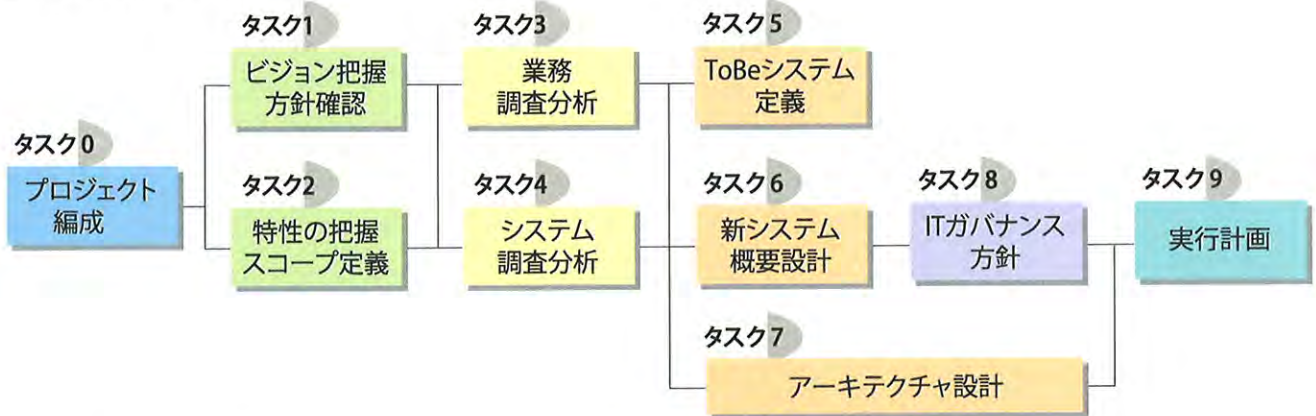 タスク0
プロジェクト
編成
タスク1
ビジョン把握
方針確認
タスク2
特性の把握
スコープ定義
タスク3
業務
調査分析
タスク4
システム
調査分析
タスク5
ToBeシステム
定義
タスク6
新システム
概要設計
タスク7
アーキテクチャ設計
タスク8
ITガバナンス
方針
タスク9
実行計画